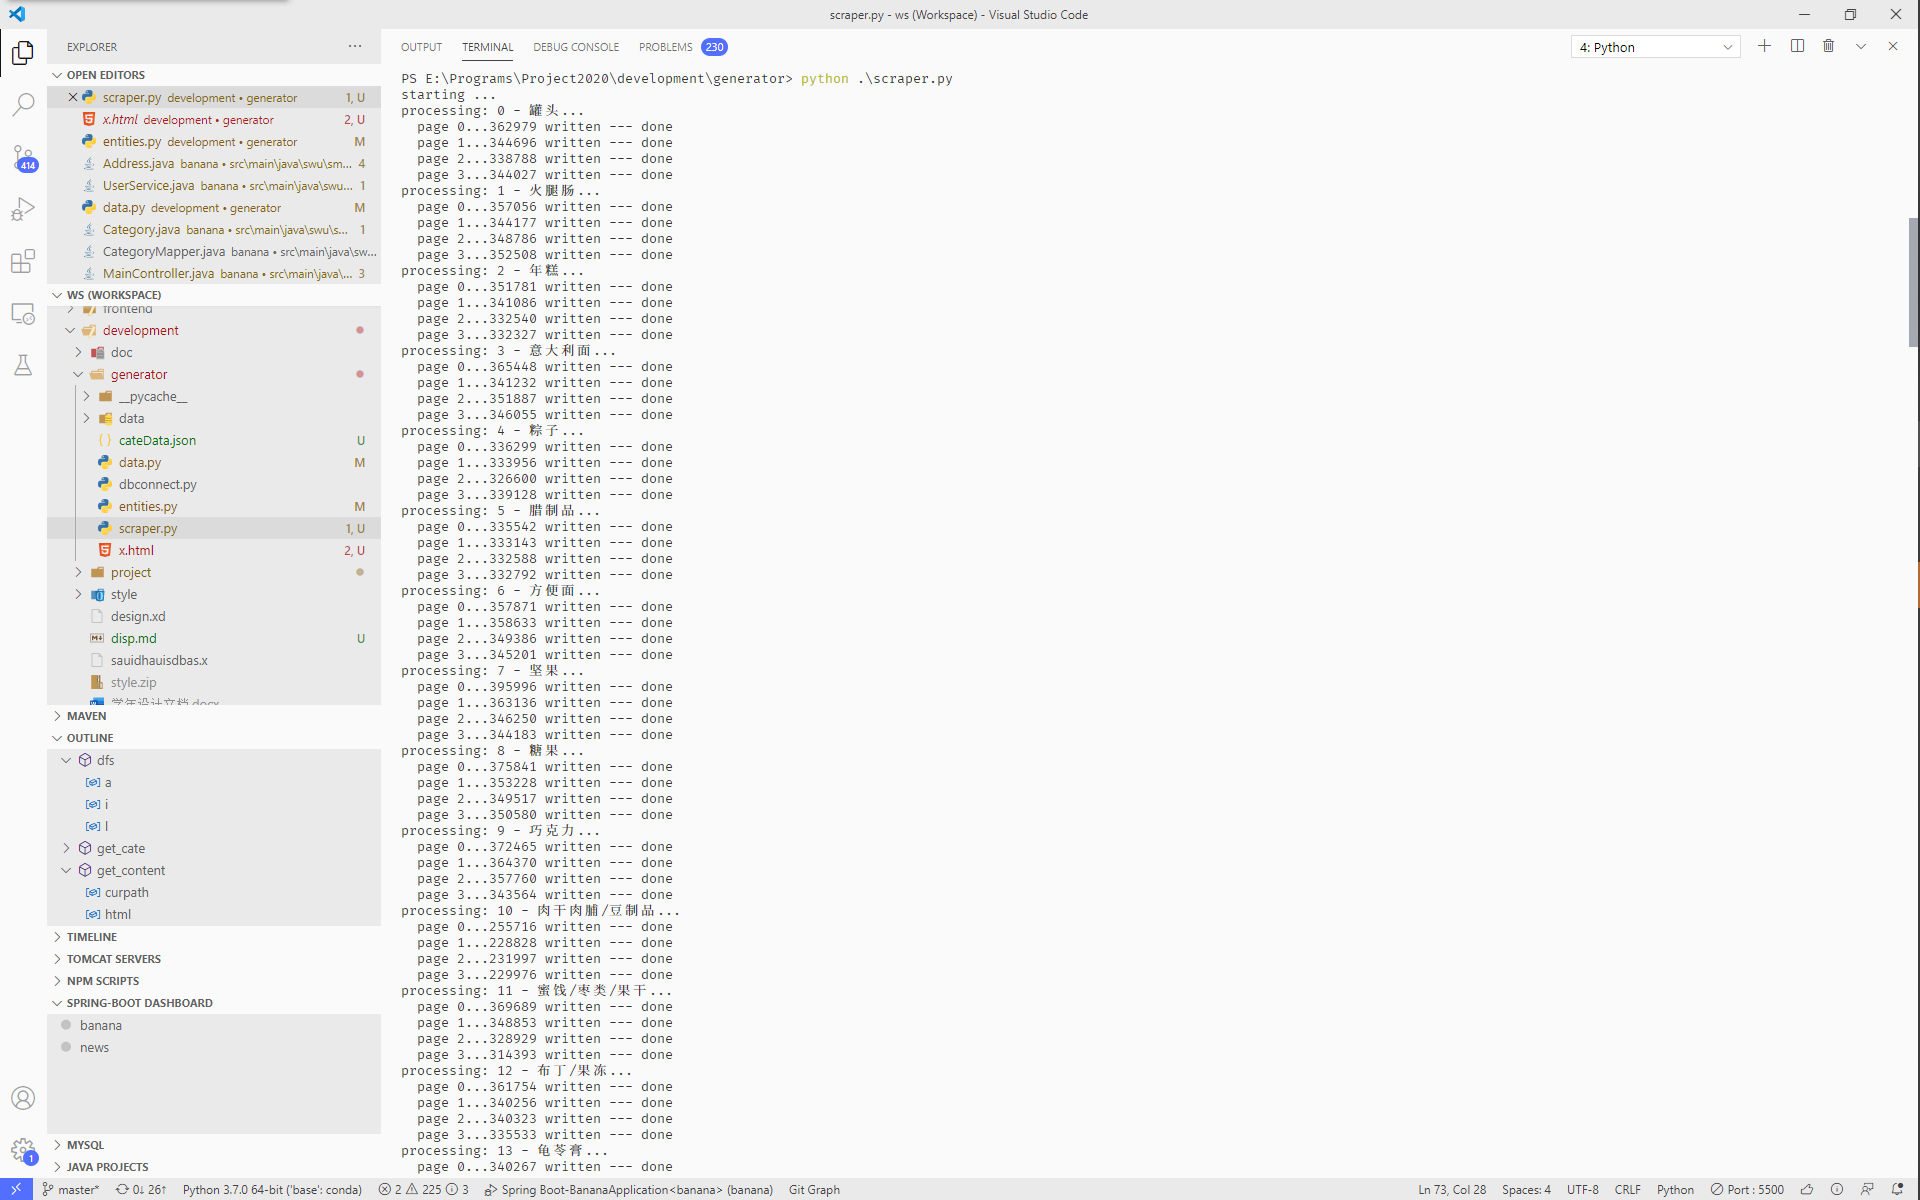 scraper.py - ws (Workspace) - Visual Studio Code
EXPLORER
OPEN EDITORS
scraper.py development • generator 1, U
x.html development • generator 2, U
entities.py development • generator M
Address.java banana • src\main\java\swu\sm... 4
UserService.java banana • src\main\java\swu... 1
data.py development • generator M
Category.java banana • src\main\java\swu\s... 1
CategoryMapper.java banana • src\main\java\sw...
MainController.java banana • src\main\java\... 3
WS (WORKSPACE)
frontend
development
doc
generator
__pycache__
data
cateData.json U
data.py M
dbconnect.py
entities.py M
scraper.py 1, U
x.html 2, U
project
style
design.xd
disp.md U
sauidhauisdbas.x
style.zip
学年设计文档.docx
MAVEN
OUTLINE
dfs
a
i
l
get_cate
get_content
curpath
html
TIMELINE
TOMCAT SERVERS
NPM SCRIPTS
SPRING-BOOT DASHBOARD
banana
news
MYSQL
JAVA PROJECTS
414
1
OUTPUT TERMINAL DEBUG CONSOLE PROBLEMS 230
4: Python
PS E:\Programs\Project2020\development\generator> python .\scraper.py
starting ...
processing: 0 - 罐头...
page 0...362979 written --- done
page 1...344696 written --- done
page 2...338788 written --- done
page 3...344027 written --- done
processing: 1 - 火腿肠...
page 0...357056 written --- done
page 1...344177 written --- done
page 2...348786 written --- done
page 3...352508 written --- done
processing: 2 - 年糕...
page 0...351781 written --- done
page 1...341086 written --- done
page 2...332540 written --- done
page 3...332327 written --- done
processing: 3 - 意大利面...
page 0...365448 written --- done
page 1...341232 written --- done
page 2...351887 written --- done
page 3...346055 written --- done
processing: 4 - 粽子...
page 0...336299 written --- done
page 1...333956 written --- done
page 2...326600 written --- done
page 3...339128 written --- done
processing: 5 - 腊制品...
page 0...335542 written --- done
page 1...333143 written --- done
page 2...332588 written --- done
page 3...332792 written --- done
processing: 6 - 方便面...
page 0...357871 written --- done
page 1...358633 written --- done
page 2...349386 written --- done
page 3...345201 written --- done
processing: 7 - 坚果...
page 0...395996 written --- done
page 1...363136 written --- done
page 2...346250 written --- done
page 3...344183 written --- done
processing: 8 - 糖果...
page 0...375841 written --- done
page 1...353228 written --- done
page 2...349517 written --- done
page 3...350580 written --- done
processing: 9 - 巧克力...
page 0...372465 written --- done
page 1...364370 written --- done
page 2...357760 written --- done
page 3...343564 written --- done
processing: 10 - 肉干肉脯/豆制品...
page 0...255716 written --- done
page 1...228828 written --- done
page 2...231997 written --- done
page 3...229976 written --- done
processing: 11 - 蜜饯/枣类/果干...
page 0...369689 written --- done
page 1...348853 written --- done
page 2...328929 written --- done
page 3...314393 written --- done
processing: 12 - 布丁/果冻...
page 0...361754 written --- done
page 1...340256 written --- done
page 2...340323 written --- done
page 3...335533 written --- done
processing: 13 - 龟苓膏...
page 0...340267 written --- done
master* 0↓ 26↑ Python 3.7.0 64-bit ('base': conda) 2 225 3 Spring Boot-BananaApplication<banana> (banana) Git Graph Ln 73, Col 28 Spaces: 4 UTF-8 CRLF Python Port : 5500